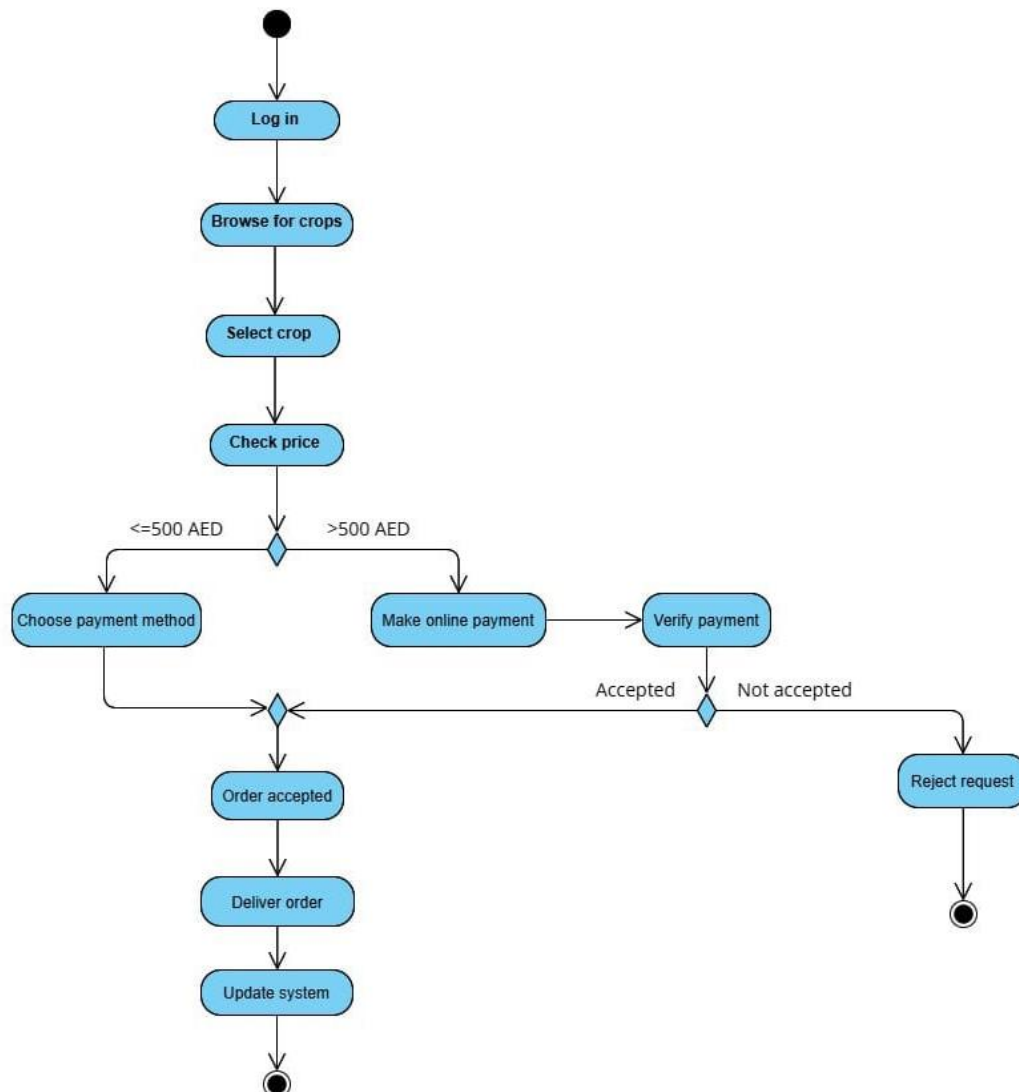 Log in
Browse for crops
Select crop
Check price
<=500 AED
>500 AED
Choose payment method
Make online payment
Verify payment
Accepted
Not accepted
Order accepted
Reject request
Deliver order
Update system